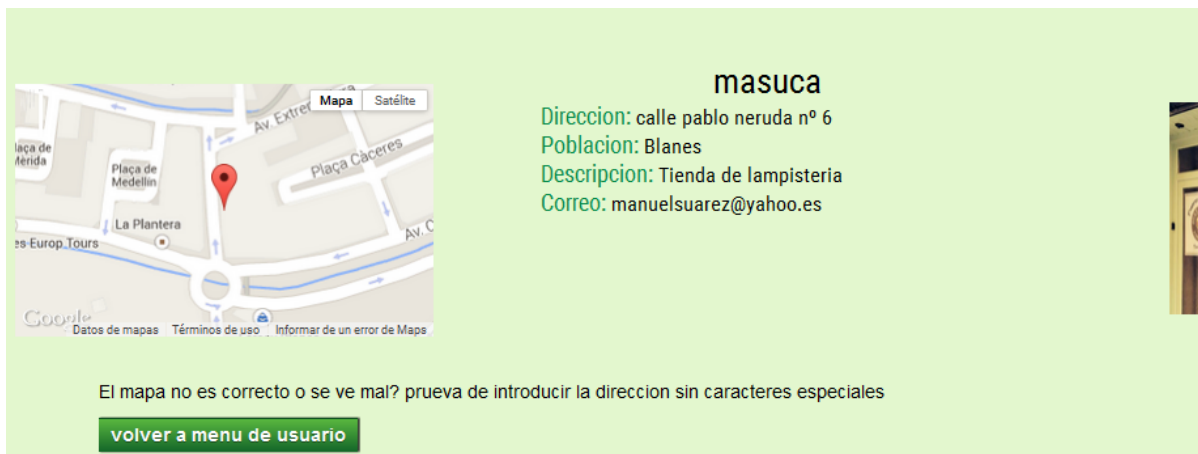 masuca
Direccion: calle pablo neruda nº 6
Poblacion: Blanes
Descripcion: Tienda de lampisteria
Correo: manuelsuarez@yahoo.es
Mapa Satélite
Av. Extre
Plaça Càceres
laça de
Mèrida
Plaça de
Medellín
La Plantera
es Europ Tours
Av. C
Google
Datos de mapas Términos de uso Informar de un error de Maps
El mapa no es correcto o se ve mal? prueva de introducir la direccion sin caracteres especiales
volver a menu de usuario